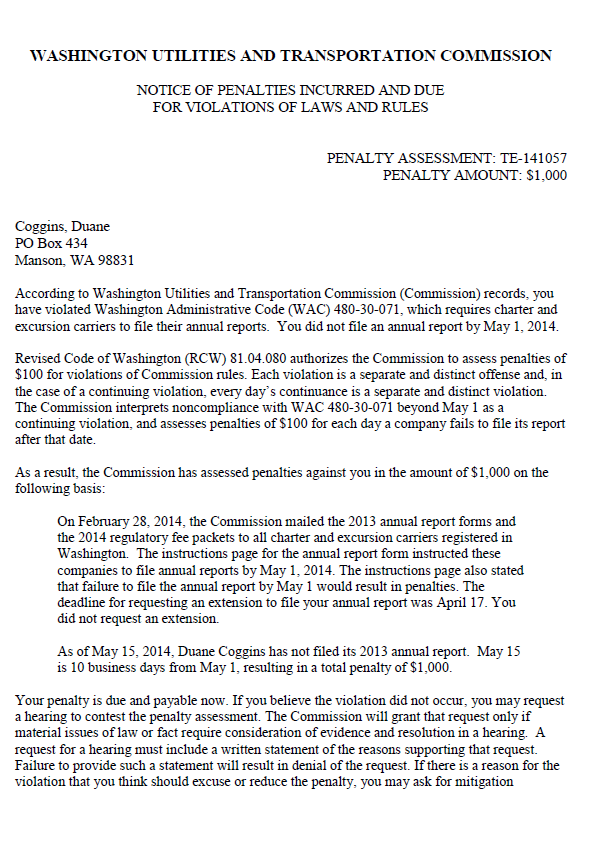 WASHINGTON UTILITIES AND TRANSPORTATION COMMISSION
NOTICE OF PENALTIES INCURRED AND DUE
FOR VIOLATIONS OF LAWS AND RULES
PENALTY ASSESSMENT: TE-141057
PENALTY AMOUNT: $1,000
Coggins, Duane
PO Box 434
Manson, WA 98831
According to Washington Utilities and Transportation Commission (Commission) records, you
have violated Washington Administrative Code (WAC) 480-30-071, which requires charter and
excursion carriers to file their annual reports.  You did not file an annual report by May 1, 2014.
Revised Code of Washington (RCW) 81.04.080 authorizes the Commission to assess penalties of
$100 for violations of Commission rules. Each violation is a separate and distinct offense and, in
the case of a continuing violation, every day’s continuance is a separate and distinct violation.
The Commission interprets noncompliance with WAC 480-30-071 beyond May 1 as a
continuing violation, and assesses penalties of $100 for each day a company fails to file its report
after that date.
As a result, the Commission has assessed penalties against you in the amount of $1,000 on the
following basis:
On February 28, 2014, the Commission mailed the 2013 annual report forms and
the 2014 regulatory fee packets to all charter and excursion carriers registered in
Washington.  The instructions page for the annual report form instructed these
companies to file annual reports by May 1, 2014. The instructions page also stated
that failure to file the annual report by May 1 would result in penalties. The
deadline for requesting an extension to file your annual report was April 17. You
did not request an extension.
As of May 15, 2014, Duane Coggins has not filed its 2013 annual report.  May 15
is 10 business days from May 1, resulting in a total penalty of $1,000.
Your penalty is due and payable now. If you believe the violation did not occur, you may request
a hearing to contest the penalty assessment. The Commission will grant that request only if
material issues of law or fact require consideration of evidence and resolution in a hearing.  A
request for a hearing must include a written statement of the reasons supporting that request.
Failure to provide such a statement will result in denial of the request. If there is a reason for the
violation that you think should excuse or reduce the penalty, you may ask for mitigation